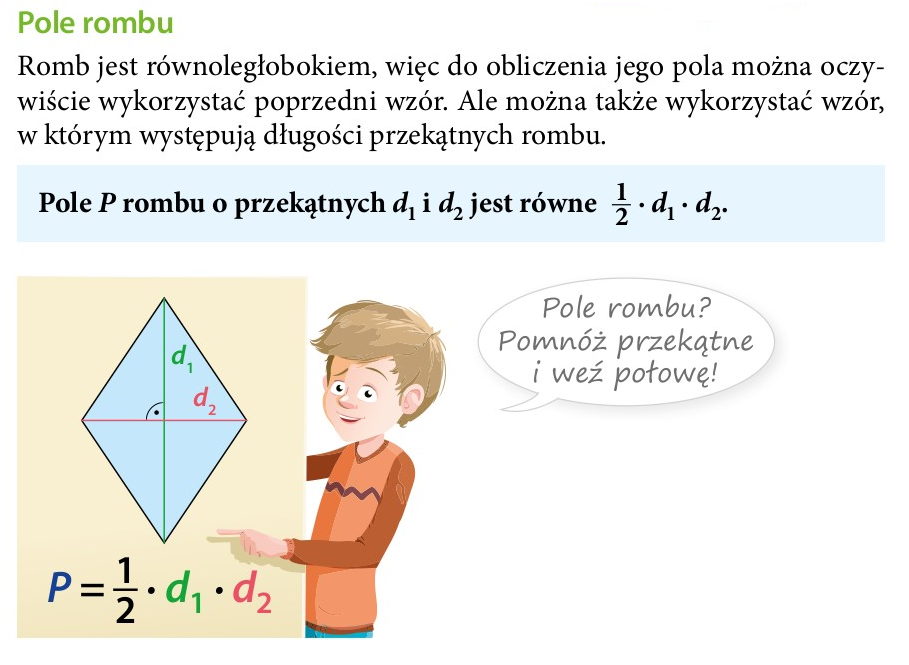 Pole rombu
Romb jest równoległobokiem, więc do obliczenia jego pola można oczy-
wiście wykorzystać poprzedni wzór. Ale można także wykorzystać wzór,
w którym występują długości przekątnych rombu.
Pole P rombu o przekątnych d₁ i d₂ jest równe 1/2 · d₁ · d₂.
Pole rombu?
Pomnóż przekątne
i weź połowę!
d₁
d₂
P = 1/2 · d₁ · d₂